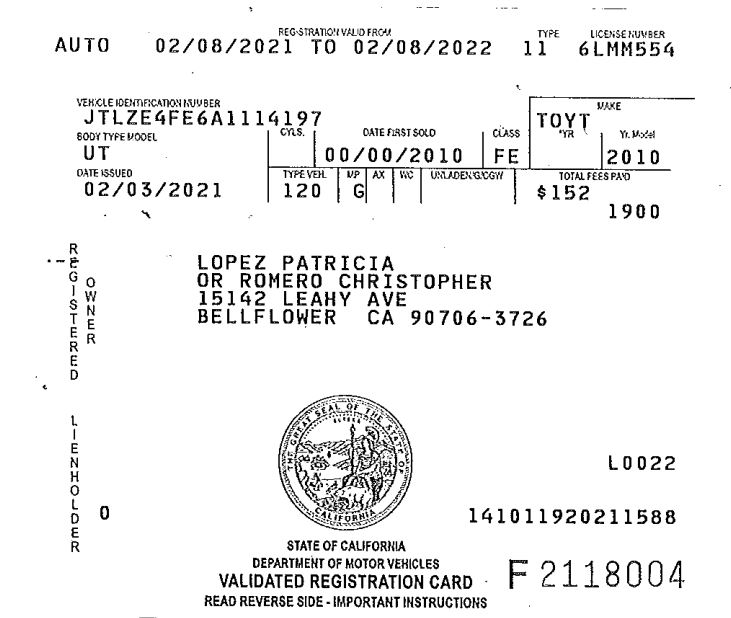 REGISTRATION VALID FROM TYPE LICENSE NUMBER
AUTO 02/08/2021 TO 02/08/2022 11 6LMM554
VEHICLE IDENTIFICATION NUMBER MAKE
JTLZE4FE6A1114197 TOYT
BODY TYPE MODEL CYLS. DATE FIRST SOLD CLASS *YR Yr. Model
UT 00/00/2010 FE 2010
DATE ISSUED TYPE VEH. MP AX WC UNLADEN/G/CGW TOTAL FEES PAID
02/03/2021 120 G $152
1900
REGISTERED
OWNER
LOPEZ PATRICIA
OR ROMERO CHRISTOPHER
15142 LEAHY AVE
BELLFLOWER CA 90706-3726
LIENHOLDER
0
THE GREAT SEAL OF THE STATE OF CALIFORNIA
EUREKA
L0022
141011920211588
STATE OF CALIFORNIA
DEPARTMENT OF MOTOR VEHICLES
VALIDATED REGISTRATION CARD F2118004
READ REVERSE SIDE - IMPORTANT INSTRUCTIONS